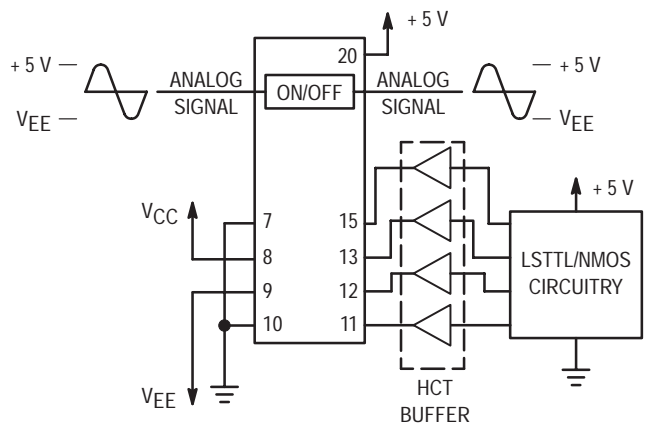 + 5 V
20
+ 5 V
ANALOG
SIGNAL
ON/OFF
ANALOG
SIGNAL
+ 5 V
VEE
VEE
VCC
7
15
+ 5 V
8
13
LSTTL/NMOS
CIRCUITRY
9
12
10
11
VEE
HCT
BUFFER